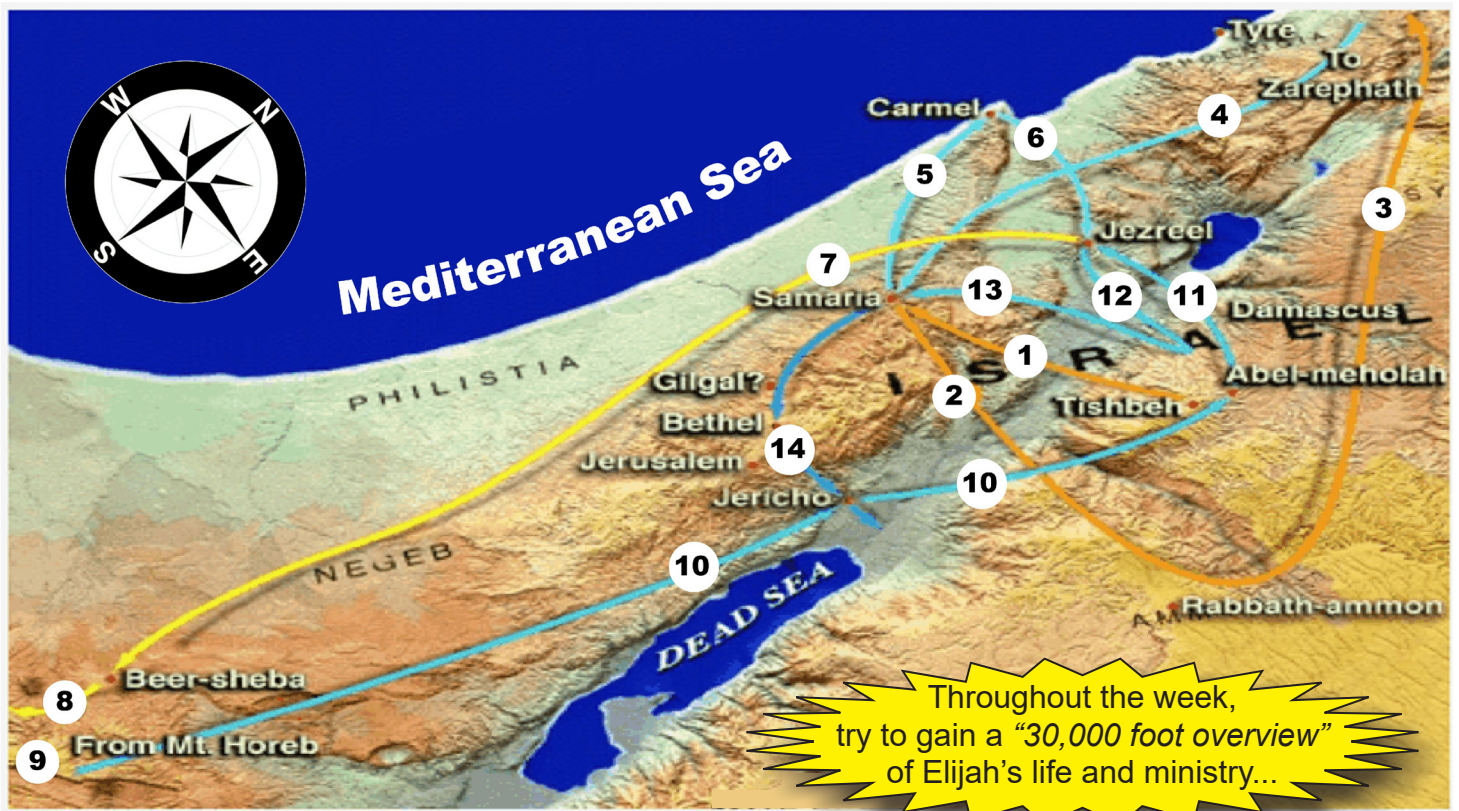 Tyre
To
Zarephath
Carmel
4
6
5
3
W
N
S
E
Mediterranean Sea
Jezreel
7
Samaria
13
12
11
Damascus
ISRAEL
1
2
PHILISTIA
Gilgal?
Abel-meholah
Tishbeh
Bethel
14
Jerusalem
Jericho
10
NEGEB
10
DEAD SEA
Rabbath-ammon
Beer-sheba
8
From Mt. Horeb
9
Throughout the week,
try to gain a “30,000 foot overview”
of Elijah’s life and ministry...